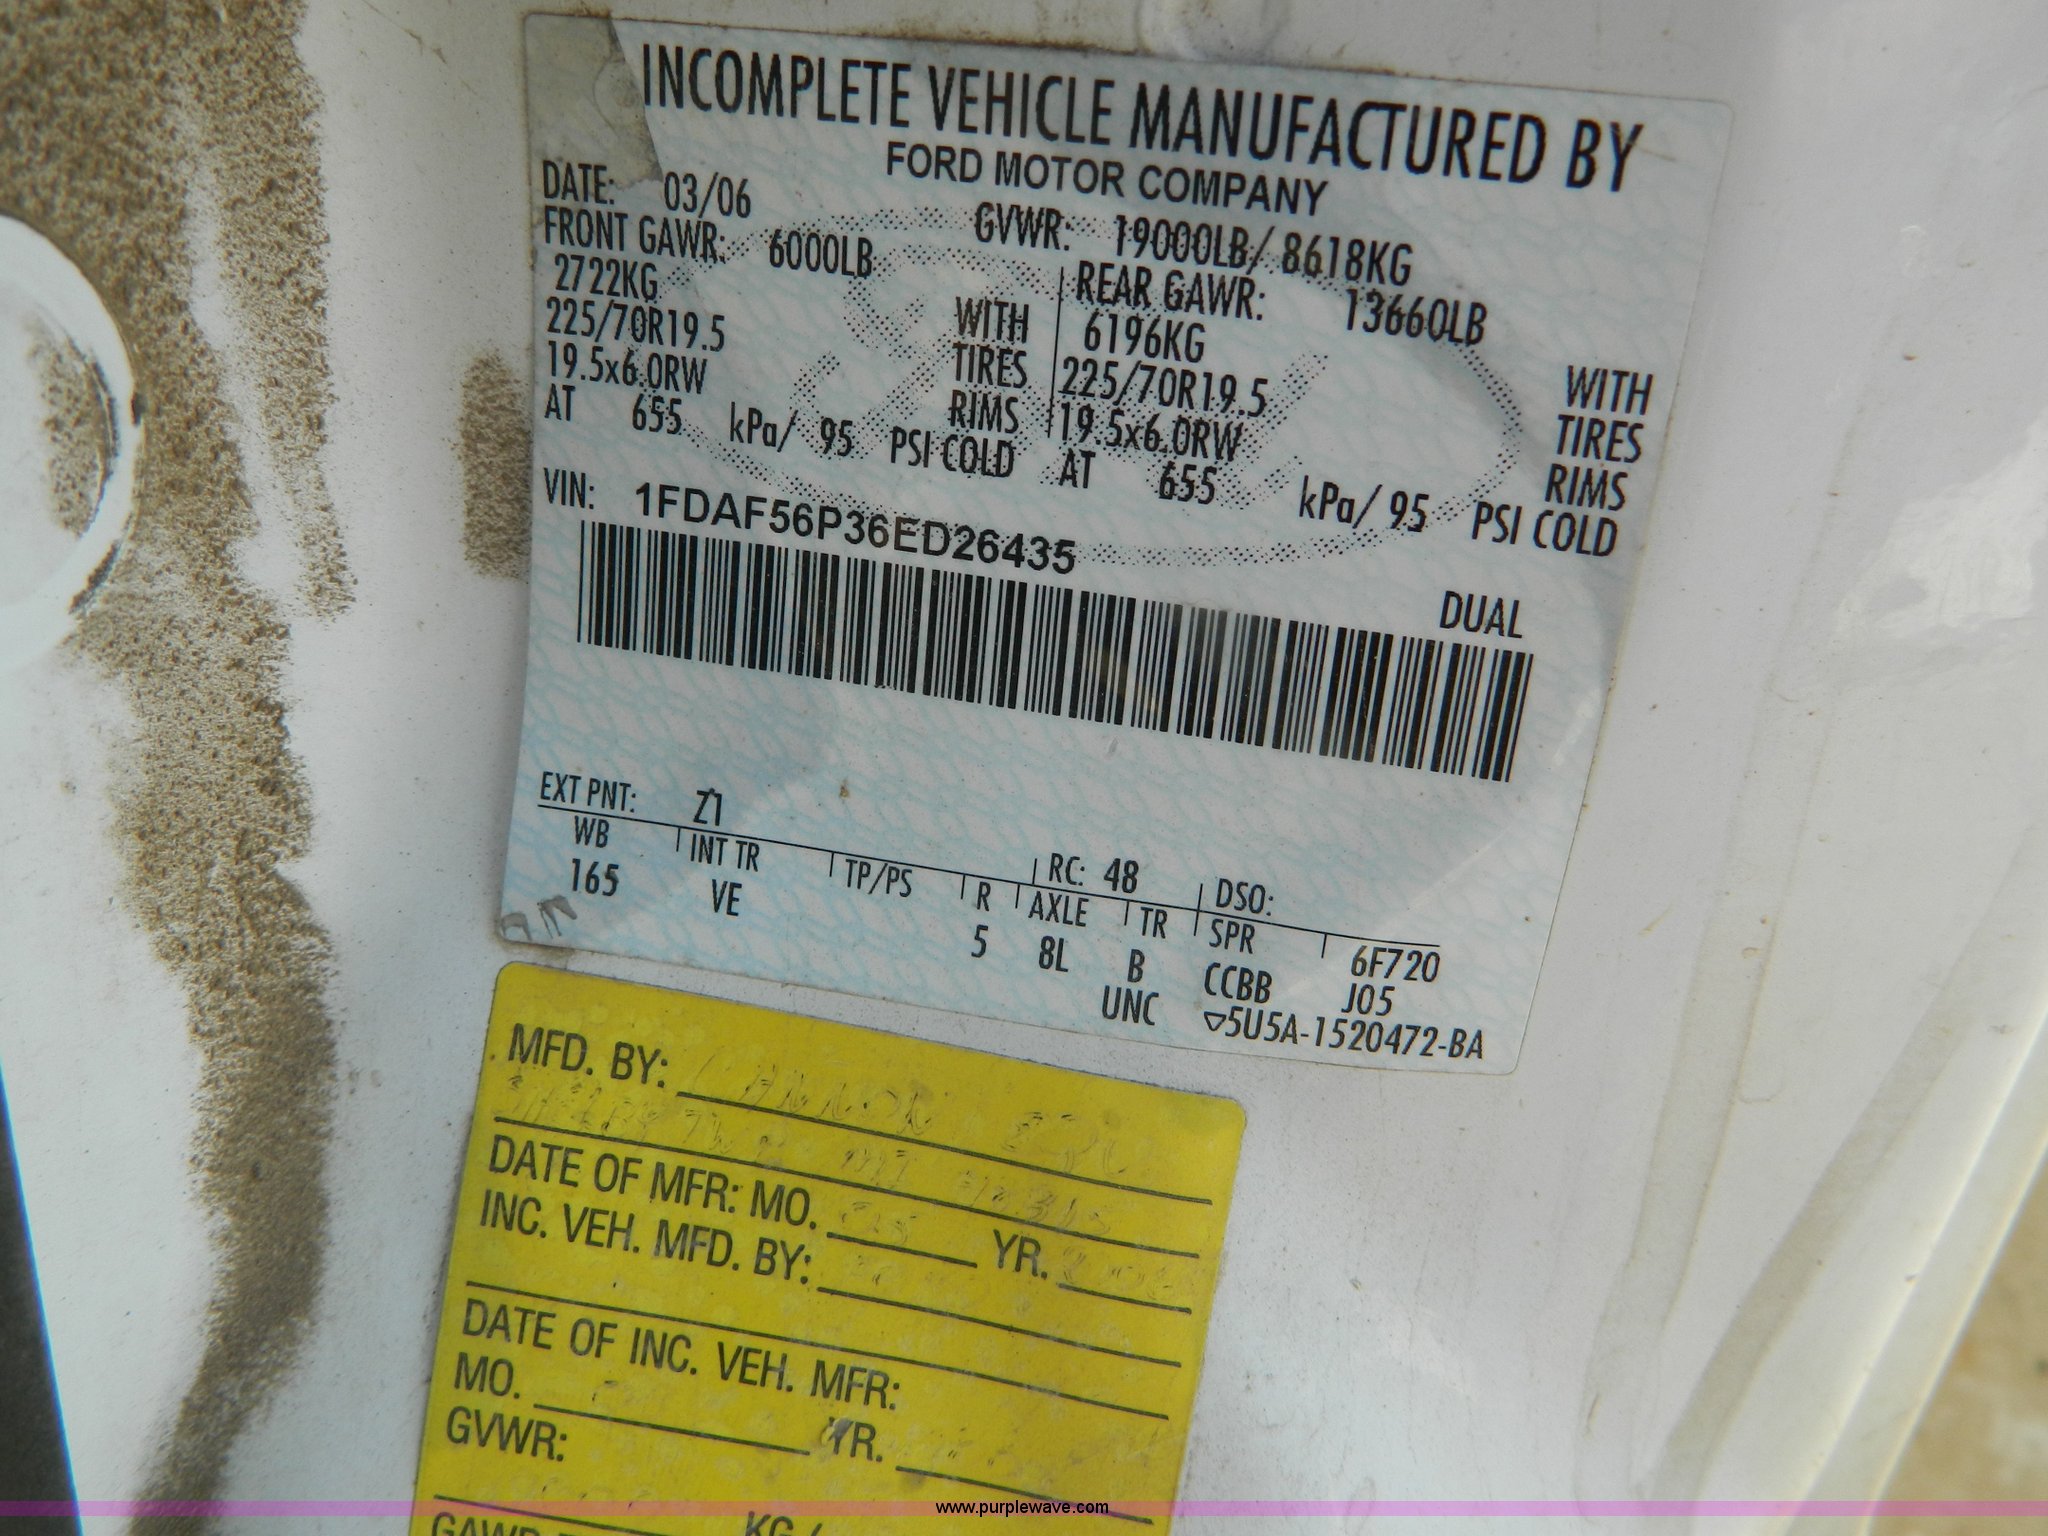 INCOMPLETE VEHICLE MANUFACTURED BY
FORD MOTOR COMPANY
DATE: 03/06 GVWR: 19000LB/ 8618KG
FRONT GAWR: 6000LB REAR GAWR: 13660LB
2722KG WITH 6196KG WITH
225/70R19.5 TIRES 225/70R19.5 TIRES
19.5x6.0RW RIMS 19.5x6.0RW RIMS
AT 655 kPa/ 95 PSI COLD AT 655 kPa/ 95 PSI COLD
VIN: 1FDAF56P36ED26435
DUAL
EXT PNT: Z1 RC: 48 DSO:
WB INT TR TP/PS R AXLE TR SPR 6F720
165 VE 5 8L B CCBB J05
UNC ▽5U5A-1520472-BA
MFD. BY:
DATE OF MFR: MO. YR.
INC. VEH. MFD. BY:
DATE OF INC. VEH. MFR:
MO. YR.
GVWR:
KG /
GAWR
www.purplewave.com